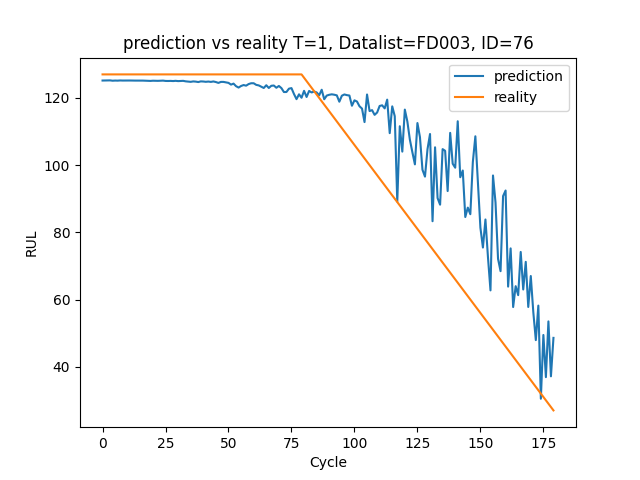 prediction vs reality T=1, Datalist=FD003, ID=76
prediction
reality
RUL
120
100
80
60
40
0
25
50
75
100
125
150
175
Cycle